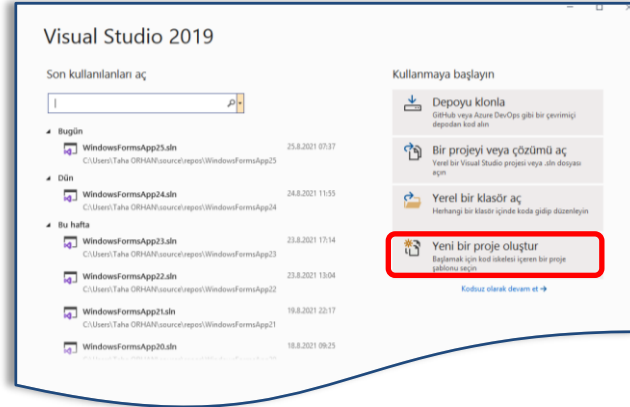 Visual Studio 2019
Son kullanılanları aç
Bugün
WindowsFormsApp25.sln 25.8.2021 07:37
C:\Users\Taha ORHAN\source\repos\WindowsFormsApp25
Dün
WindowsFormsApp24.sln 24.8.2021 11:55
C:\Users\Taha ORHAN\source\repos\WindowsFormsApp24
Bu hafta
WindowsFormsApp23.sln 23.8.2021 17:14
C:\Users\Taha ORHAN\source\repos\WindowsFormsApp23
WindowsFormsApp22.sln 23.8.2021 13:04
C:\Users\Taha ORHAN\source\repos\WindowsFormsApp22
WindowsFormsApp21.sln 19.8.2021 22:17
C:\Users\Taha ORHAN\source\repos\WindowsFormsApp21
WindowsFormsApp20.sln 18.8.2021 09:25
Kullanmaya başlayın
Depoyu klonla
GitHub veya Azure DevOps gibi bir çevrimiçi
depodan kod alın
Bir projeyi veya çözümü aç
Yerel bir Visual Studio projesi veya .sln dosyası
açın
Yerel bir klasör aç
Herhangi bir klasör içinde koda gidip düzenleyin
Yeni bir proje oluştur
Başlamak için kod iskelesi içeren bir proje
şablonu seçin
Kodsuz olarak devam et →